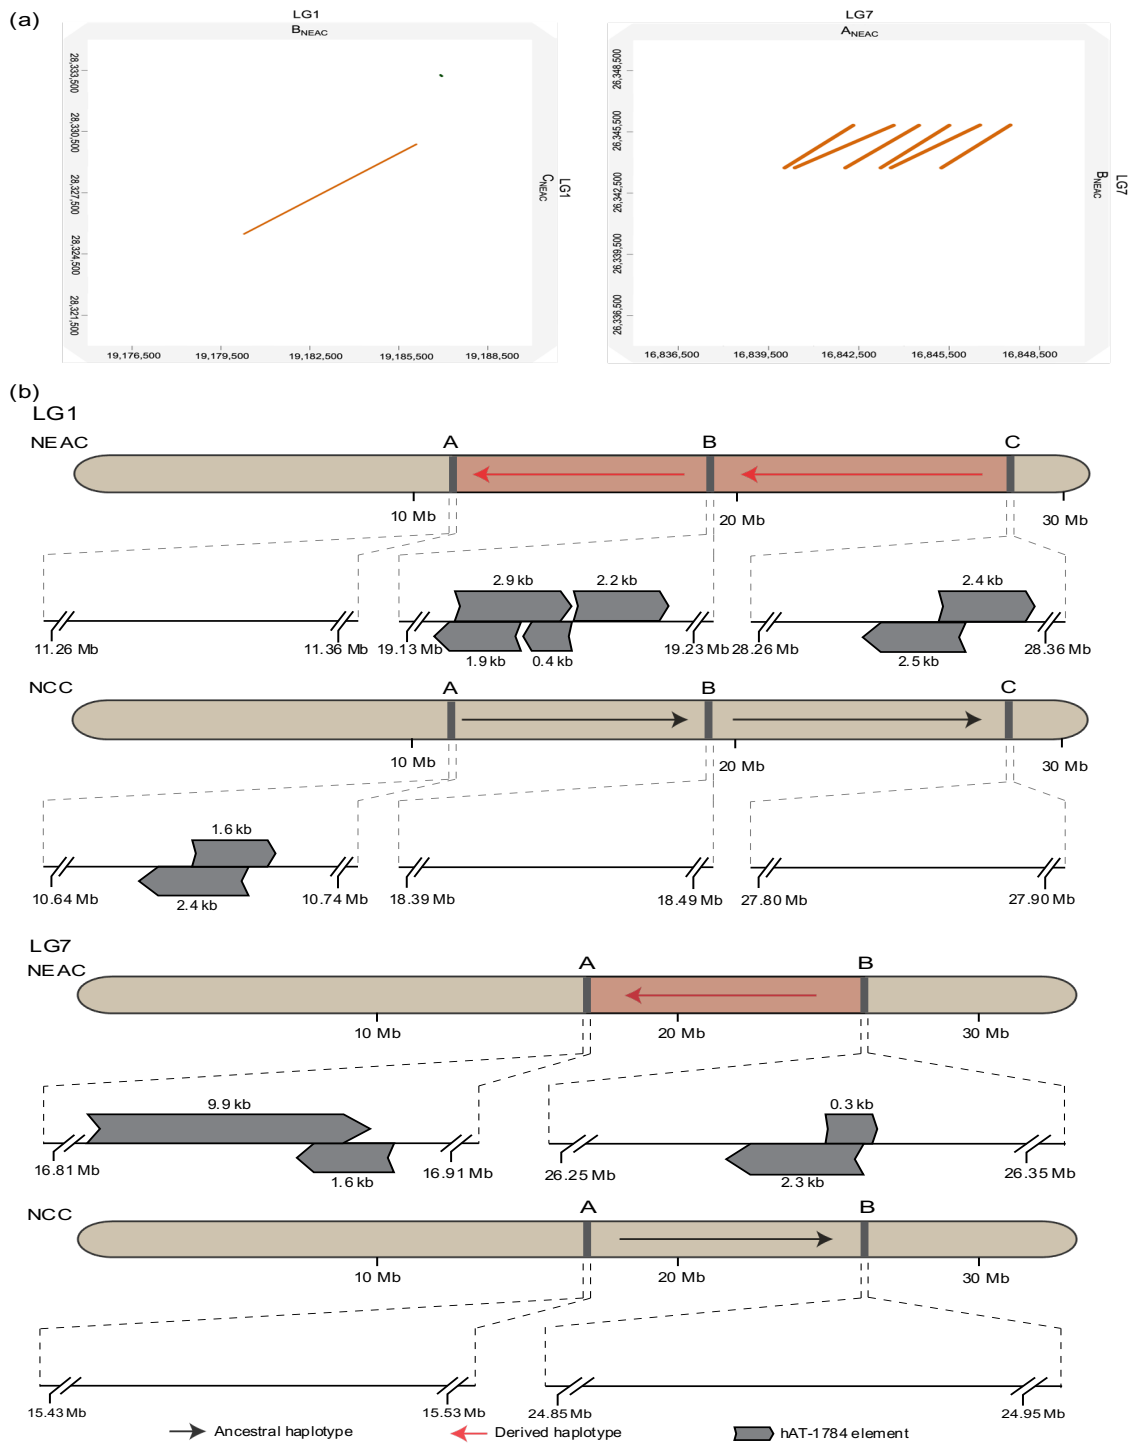 (a)
LG1
B_NEAC
28,333,500
28,330,500
28,327,500
28,324,500
28,321,500
LG1
C_NEAC
19,176,500 19,179,500 19,182,500 19,185,500 19,188,500
LG7
A_NEAC
26,348,500
26,345,500
26,342,500
26,339,500
26,336,500
LG7
B_NEAC
16,836,500 16,839,500 16,842,500 16,845,500 16,848,500
(b)
LG1
NEAC A B C
10 Mb 20 Mb 30 Mb
2.9 kb 2.2 kb 2.4 kb
11.26 Mb 11.36 Mb 19.13 Mb 19.23 Mb 28.26 Mb 28.36 Mb
1.9 kb 0.4 kb 2.5 kb
NCC A B C
10 Mb 20 Mb 30 Mb
1.6 kb
10.64 Mb 10.74 Mb 18.39 Mb 18.49 Mb 27.80 Mb 27.90 Mb
2.4 kb
LG7
NEAC A B
10 Mb 20 Mb 30 Mb
9.9 kb 0.3 kb
16.81 Mb 16.91 Mb 26.25 Mb 26.35 Mb
1.6 kb 2.3 kb
NCC A B
10 Mb 20 Mb 30 Mb
15.43 Mb 15.53 Mb 24.85 Mb 24.95 Mb
Ancestral haplotype Derived haplotype hAT-1784 element